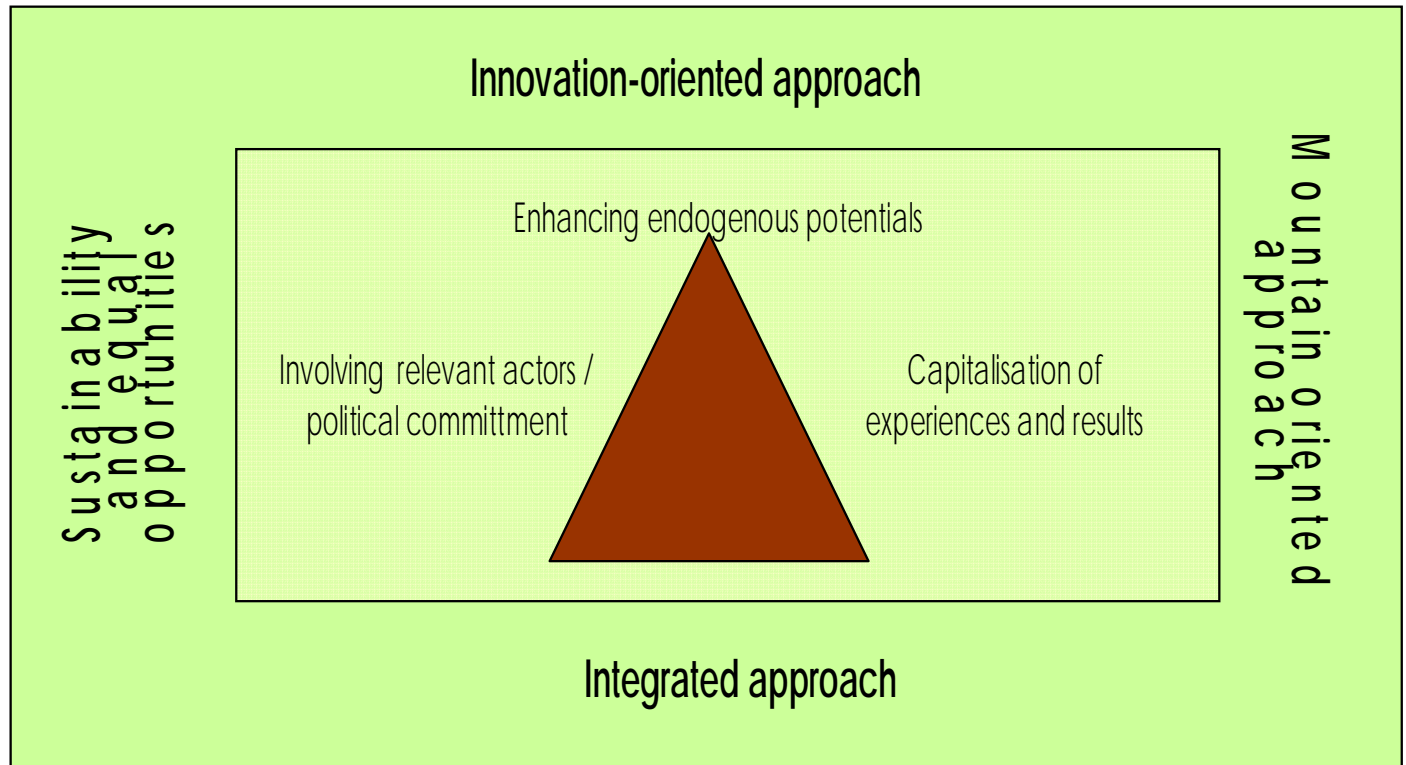 Innovation-oriented approach
Sustainability
and equal
opportunities
Enhancing endogenous potentials
Involving relevant actors /
political committment
Capitalisation of
experiences and results
Mountain oriented
approach
Integrated approach